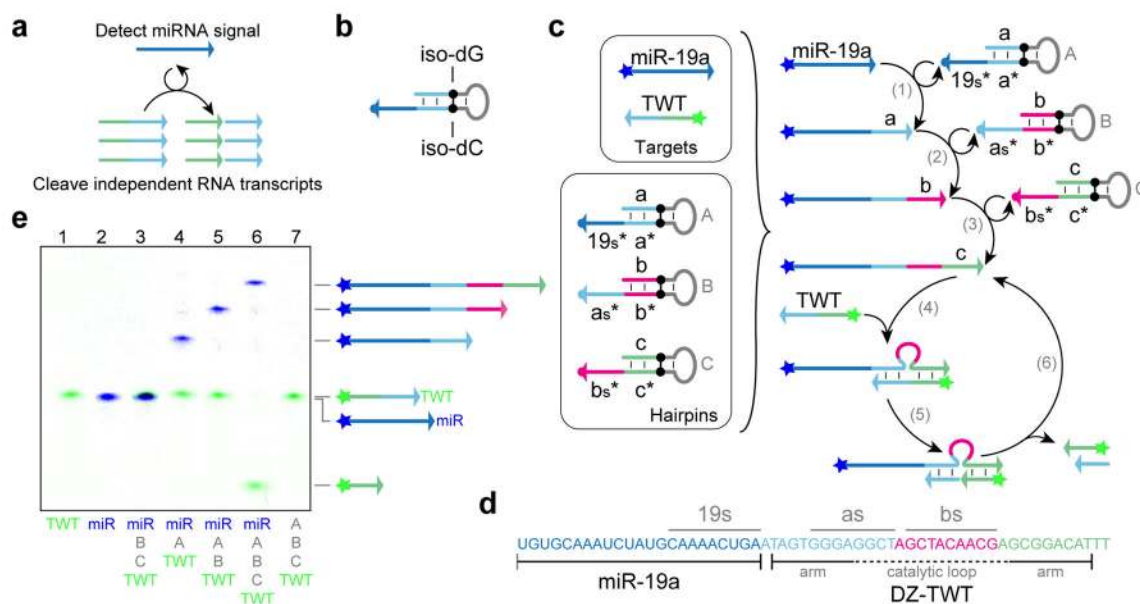 a
Detect miRNA signal
Cleave independent RNA transcripts
b
iso-dG
iso-dC
c
miR-19a
TWT
Targets
a
A
19s* a*
b
B
as* b*
c
C
bs* c*
Hairpins
miR-19a
a
A
19s* a*
(1)
a
b
B
as* b*
(2)
b
c
C
bs* c*
(3)
c
TWT
(4)
(5)
(6)
d
19s as bs
UGUGCAAAUCUAUGCAAAACUGAATAGTGGGAGGCTAGCTACAACGAGCGGACATTT
miR-19a
arm catalytic loop arm
DZ-TWT
e
1 2 3 4 5 6 7
TWT
miR
TWT miR miR miR miR miR A
B A A A B
C TWT B B C
TWT TWT C TWT
TWT